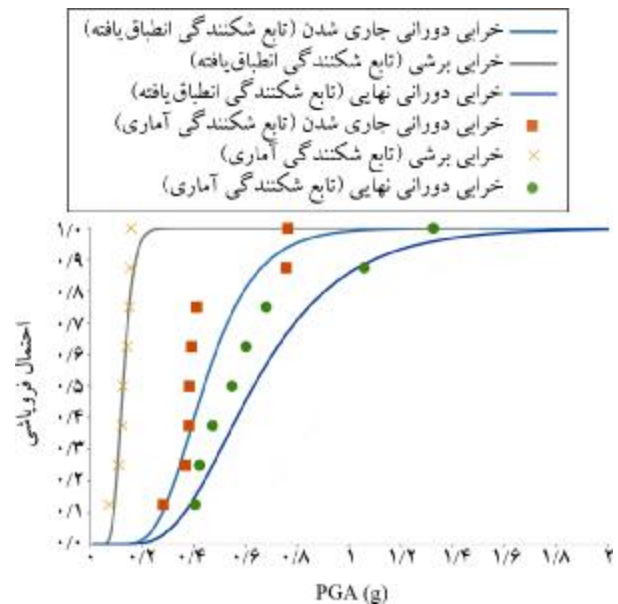 خرابی دورانی جاری شدن (تابع شکنندگی انطباق‌یافته)
خرابی برشی (تابع شکنندگی انطباق‌یافته)
خرابی دورانی نهایی (تابع شکنندگی انطباق‌یافته)
خرابی دورانی جاری شدن (تابع شکنندگی آماری)
خرابی برشی (تابع شکنندگی آماری)
خرابی دورانی نهایی (تابع شکنندگی آماری)
احتمال فروپاشی
۱/۰
۰/۹
۰/۸
۰/۷
۰/۶
۰/۵
۰/۴
۰/۳
۰/۲
۰/۱
۰/۰
۰ ۰/۲ ۰/۴ ۰/۶ ۰/۸ ۱ ۱/۲ ۱/۴ ۱/۶ ۱/۸ ۲
PGA (g)